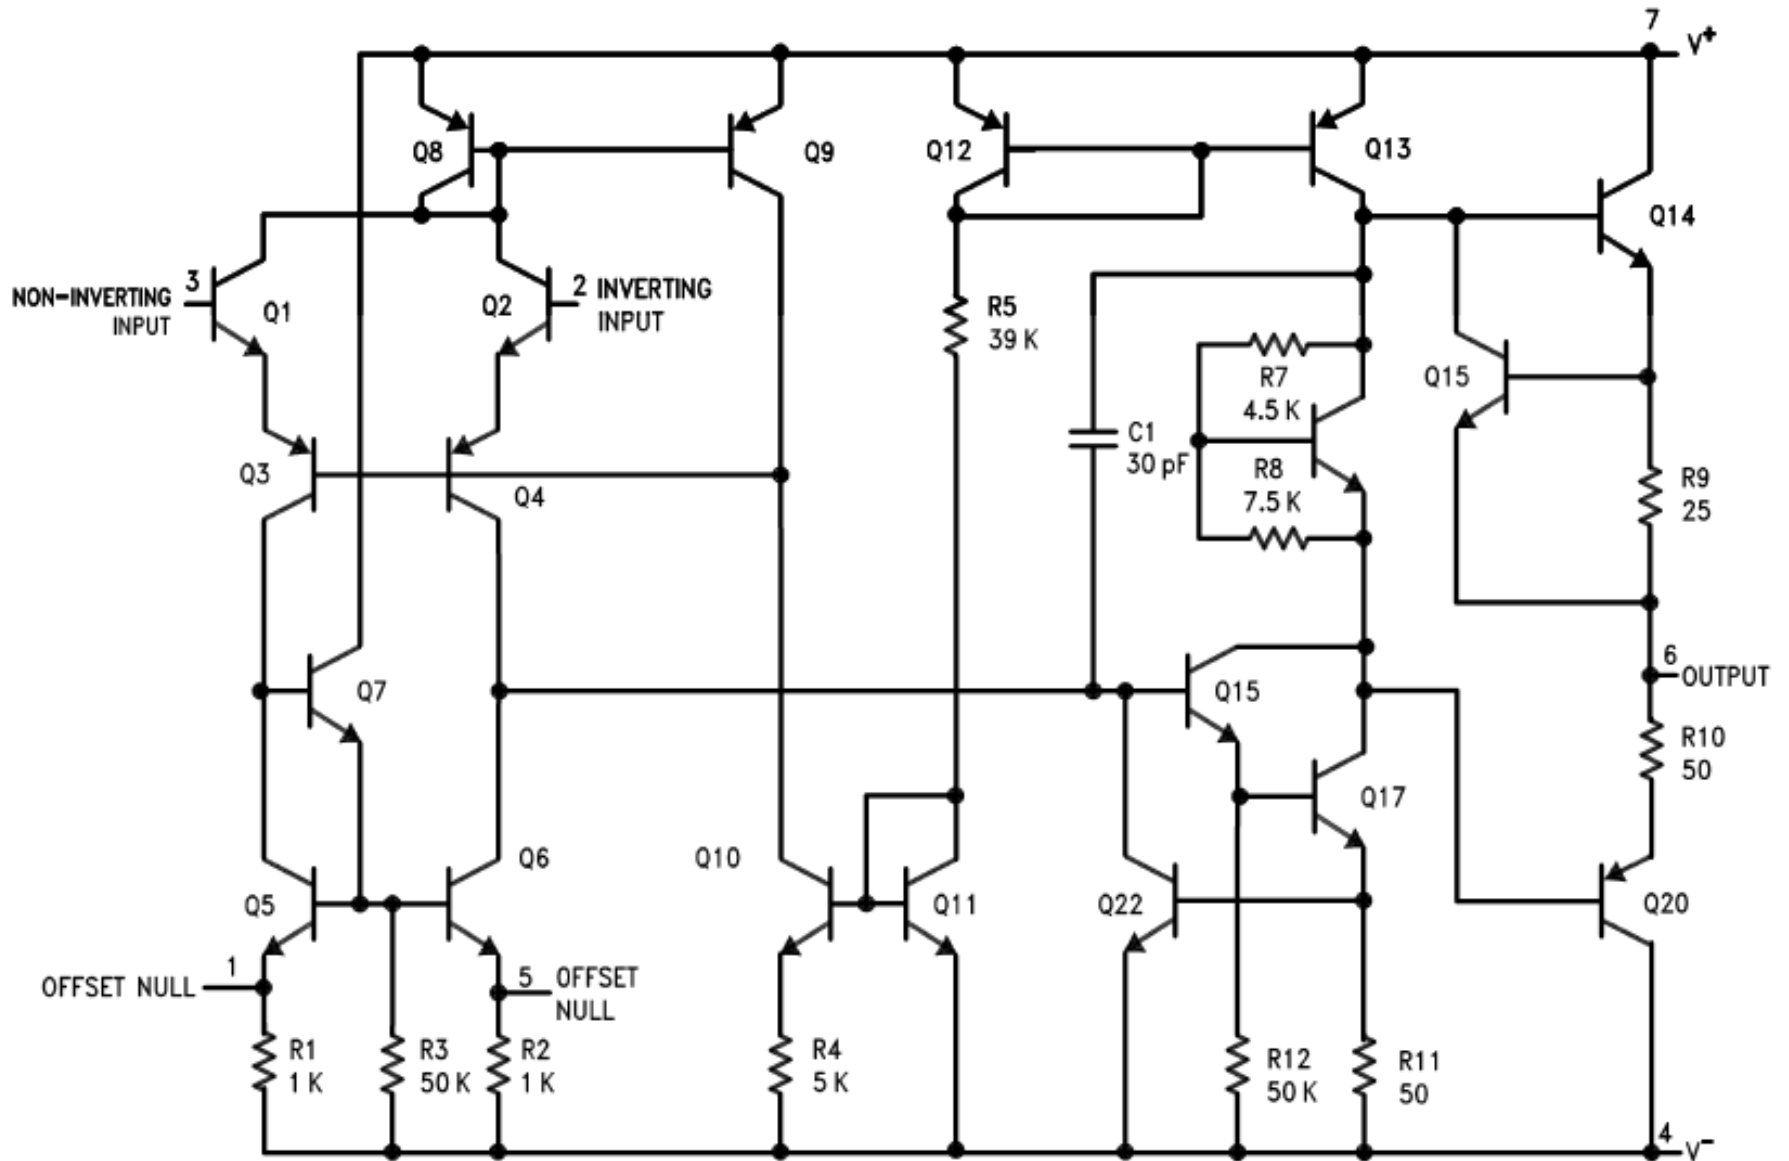 7
V+
Q8
Q9
Q12
Q13
Q14
3
NON-INVERTING
INPUT
Q1
Q2
2 INVERTING
INPUT
R5
39 K
R7
4.5 K
Q15
C1
30 pF
R8
7.5 K
R9
25
Q3
Q4
Q7
Q15
6
OUTPUT
R10
50
Q17
Q5
Q6
Q10
Q11
Q22
Q20
1
OFFSET NULL
5
OFFSET
NULL
R1
1 K
R3
50 K
R2
1 K
R4
5 K
R12
50 K
R11
50
4
V-